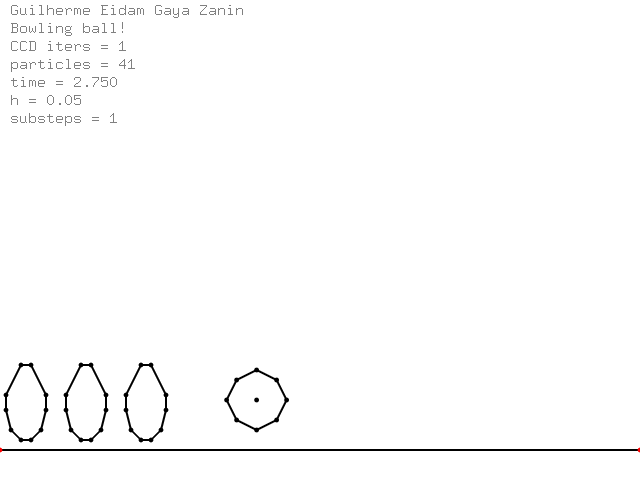 Guilherme Eidam Gaya Zanin
Bowling ball!
CCD iters = 1
particles = 41
time = 2.750
h = 0.05
substeps = 1